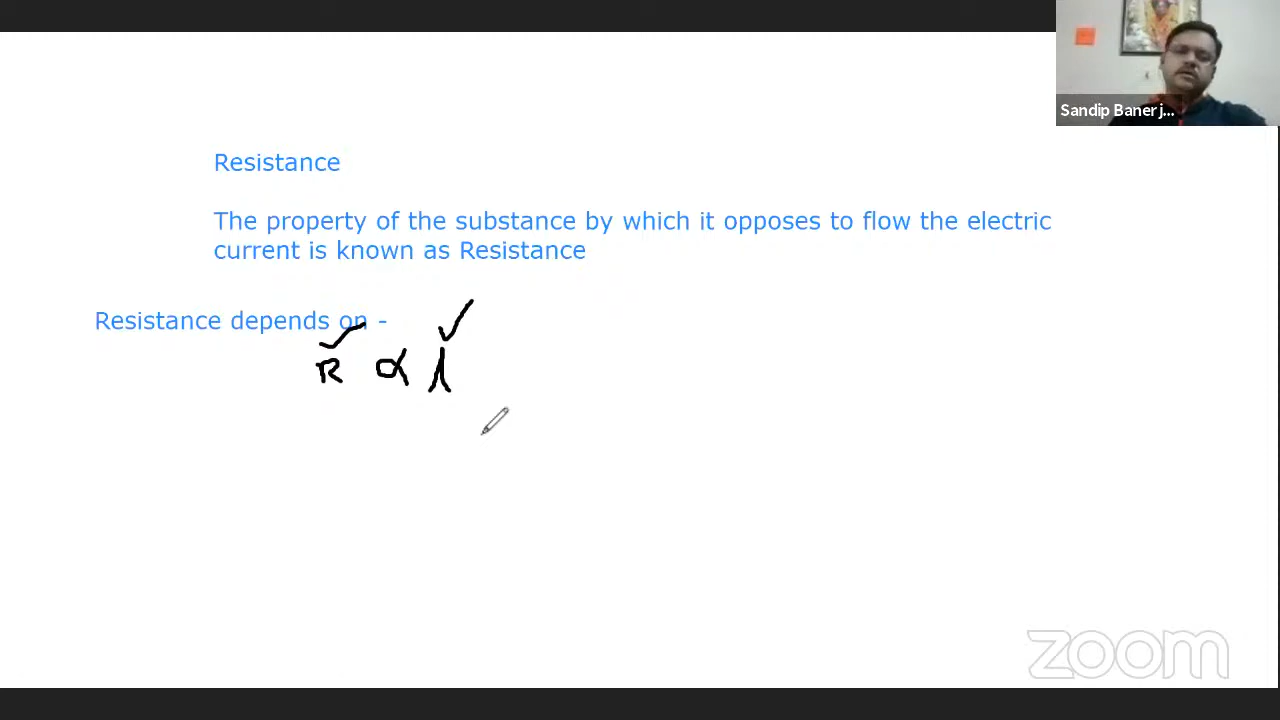 Sandip Banerj...
Resistance
The property of the substance by which it opposes to flow the electric
current is known as Resistance
Resistance depends on -
R ∝ l
zoom